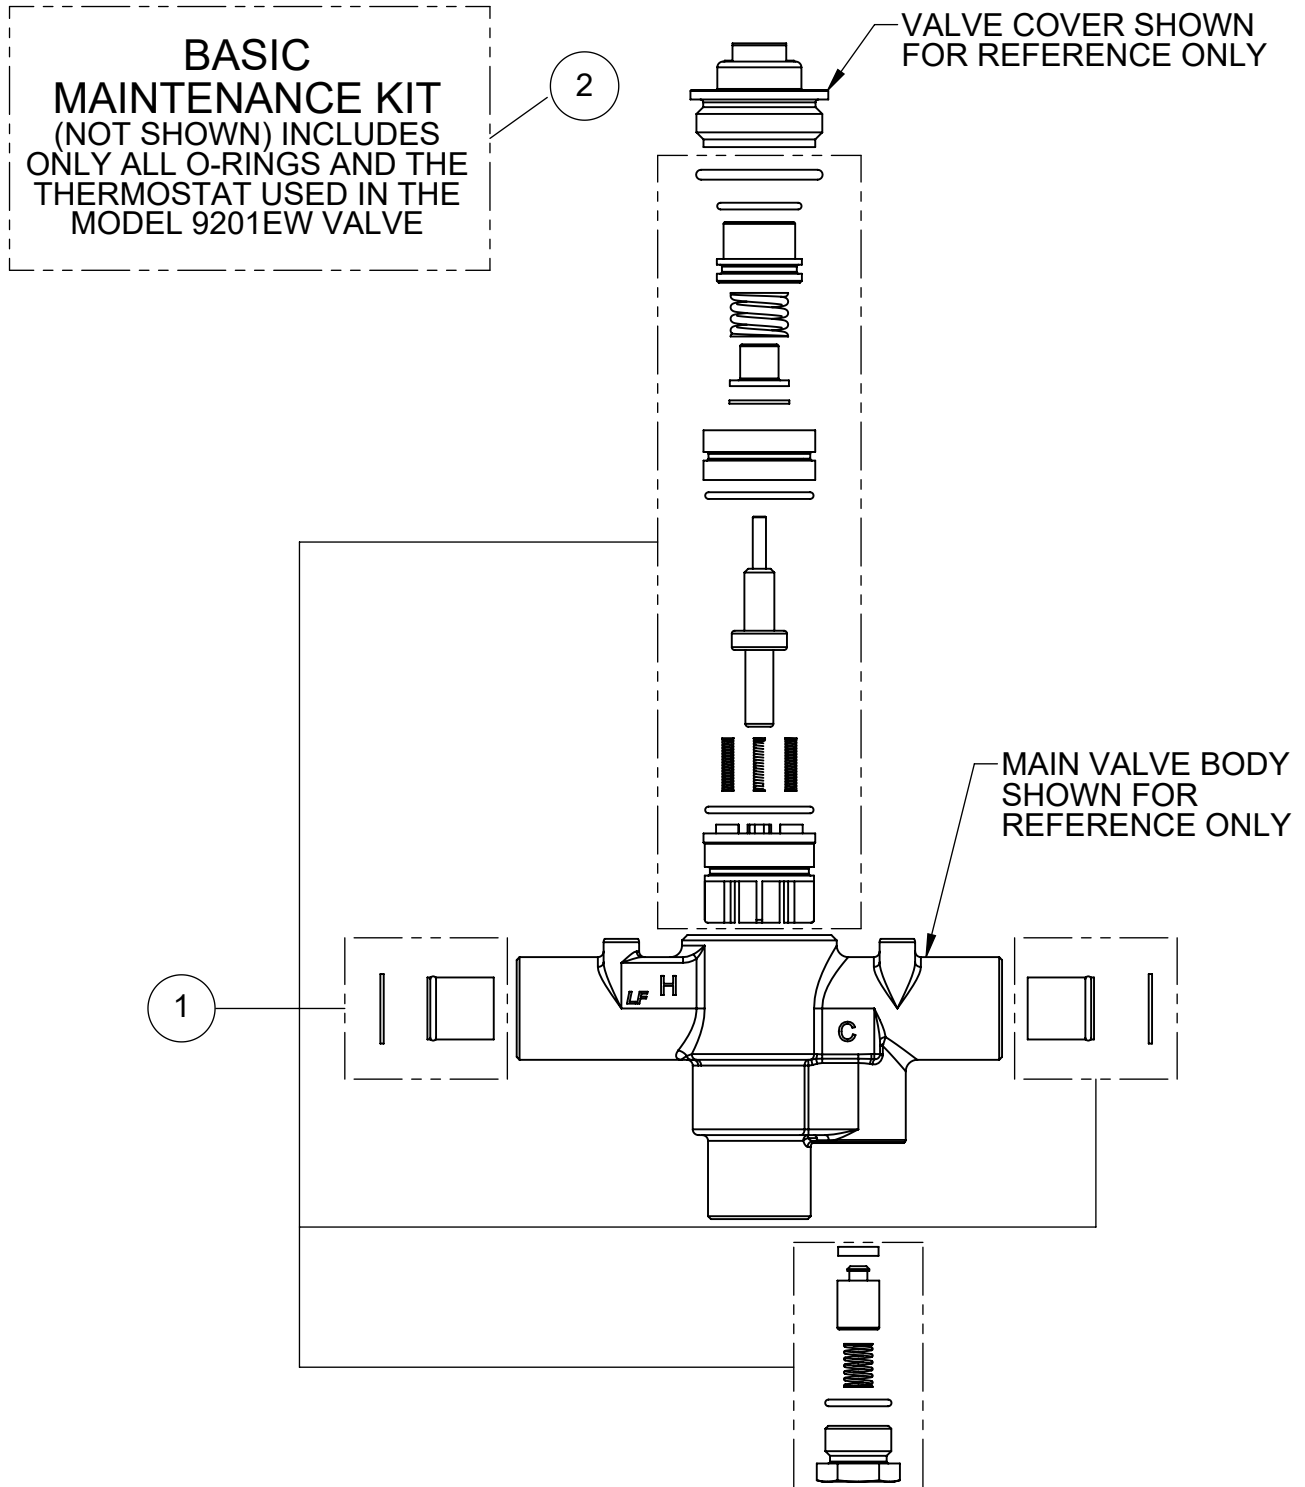 BASIC
MAINTENANCE KIT
(NOT SHOWN) INCLUDES
ONLY ALL O-RINGS AND THE
THERMOSTAT USED IN THE
MODEL 9201EW VALVE
2
VALVE COVER SHOWN
FOR REFERENCE ONLY
MAIN VALVE BODY
SHOWN FOR
REFERENCE ONLY
1
LF H
C